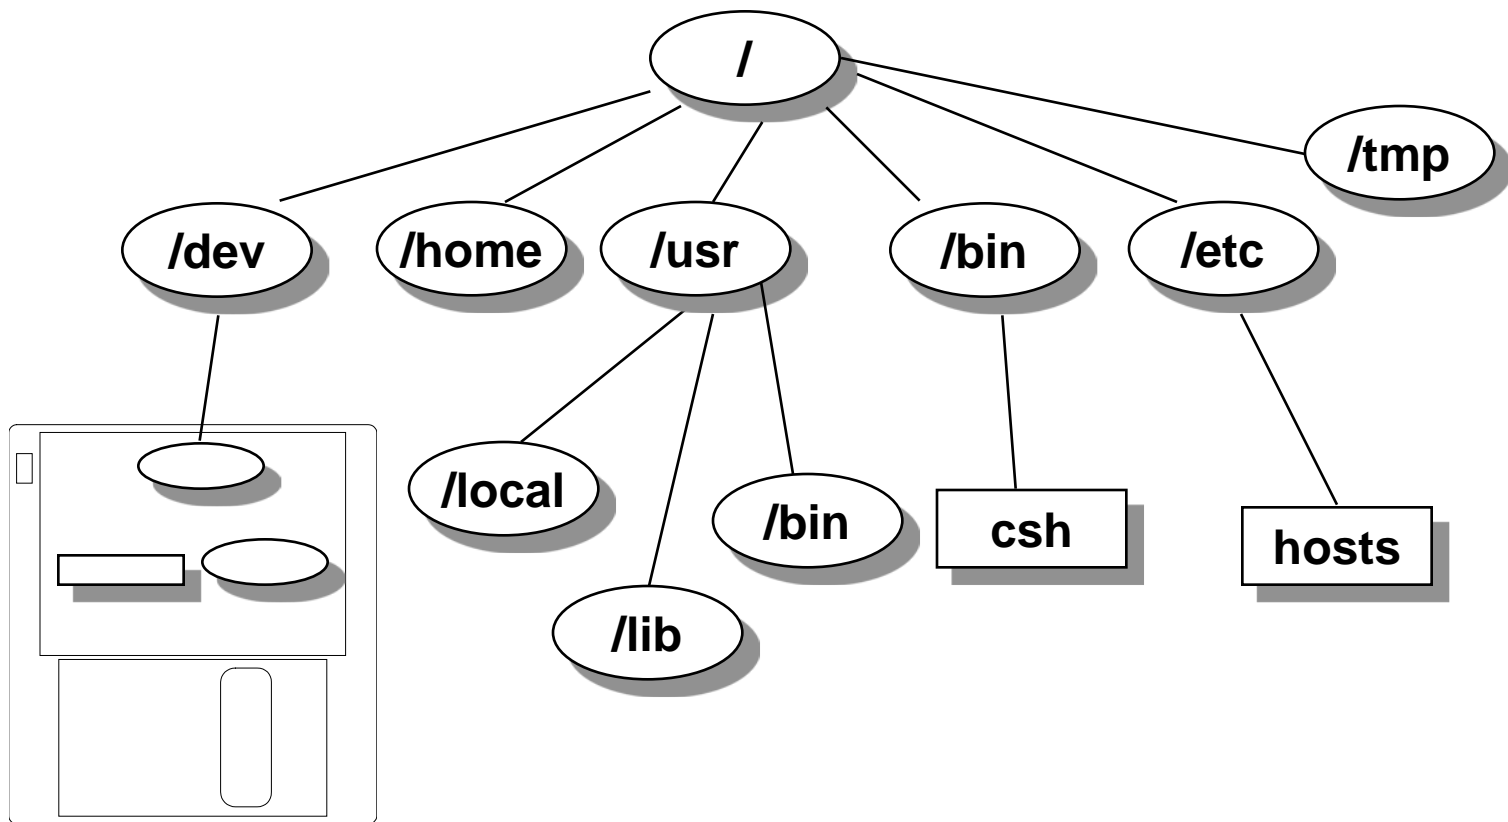 /
/tmp
/dev
/home
/usr
/bin
/etc
/local
/bin
csh
hosts
/lib